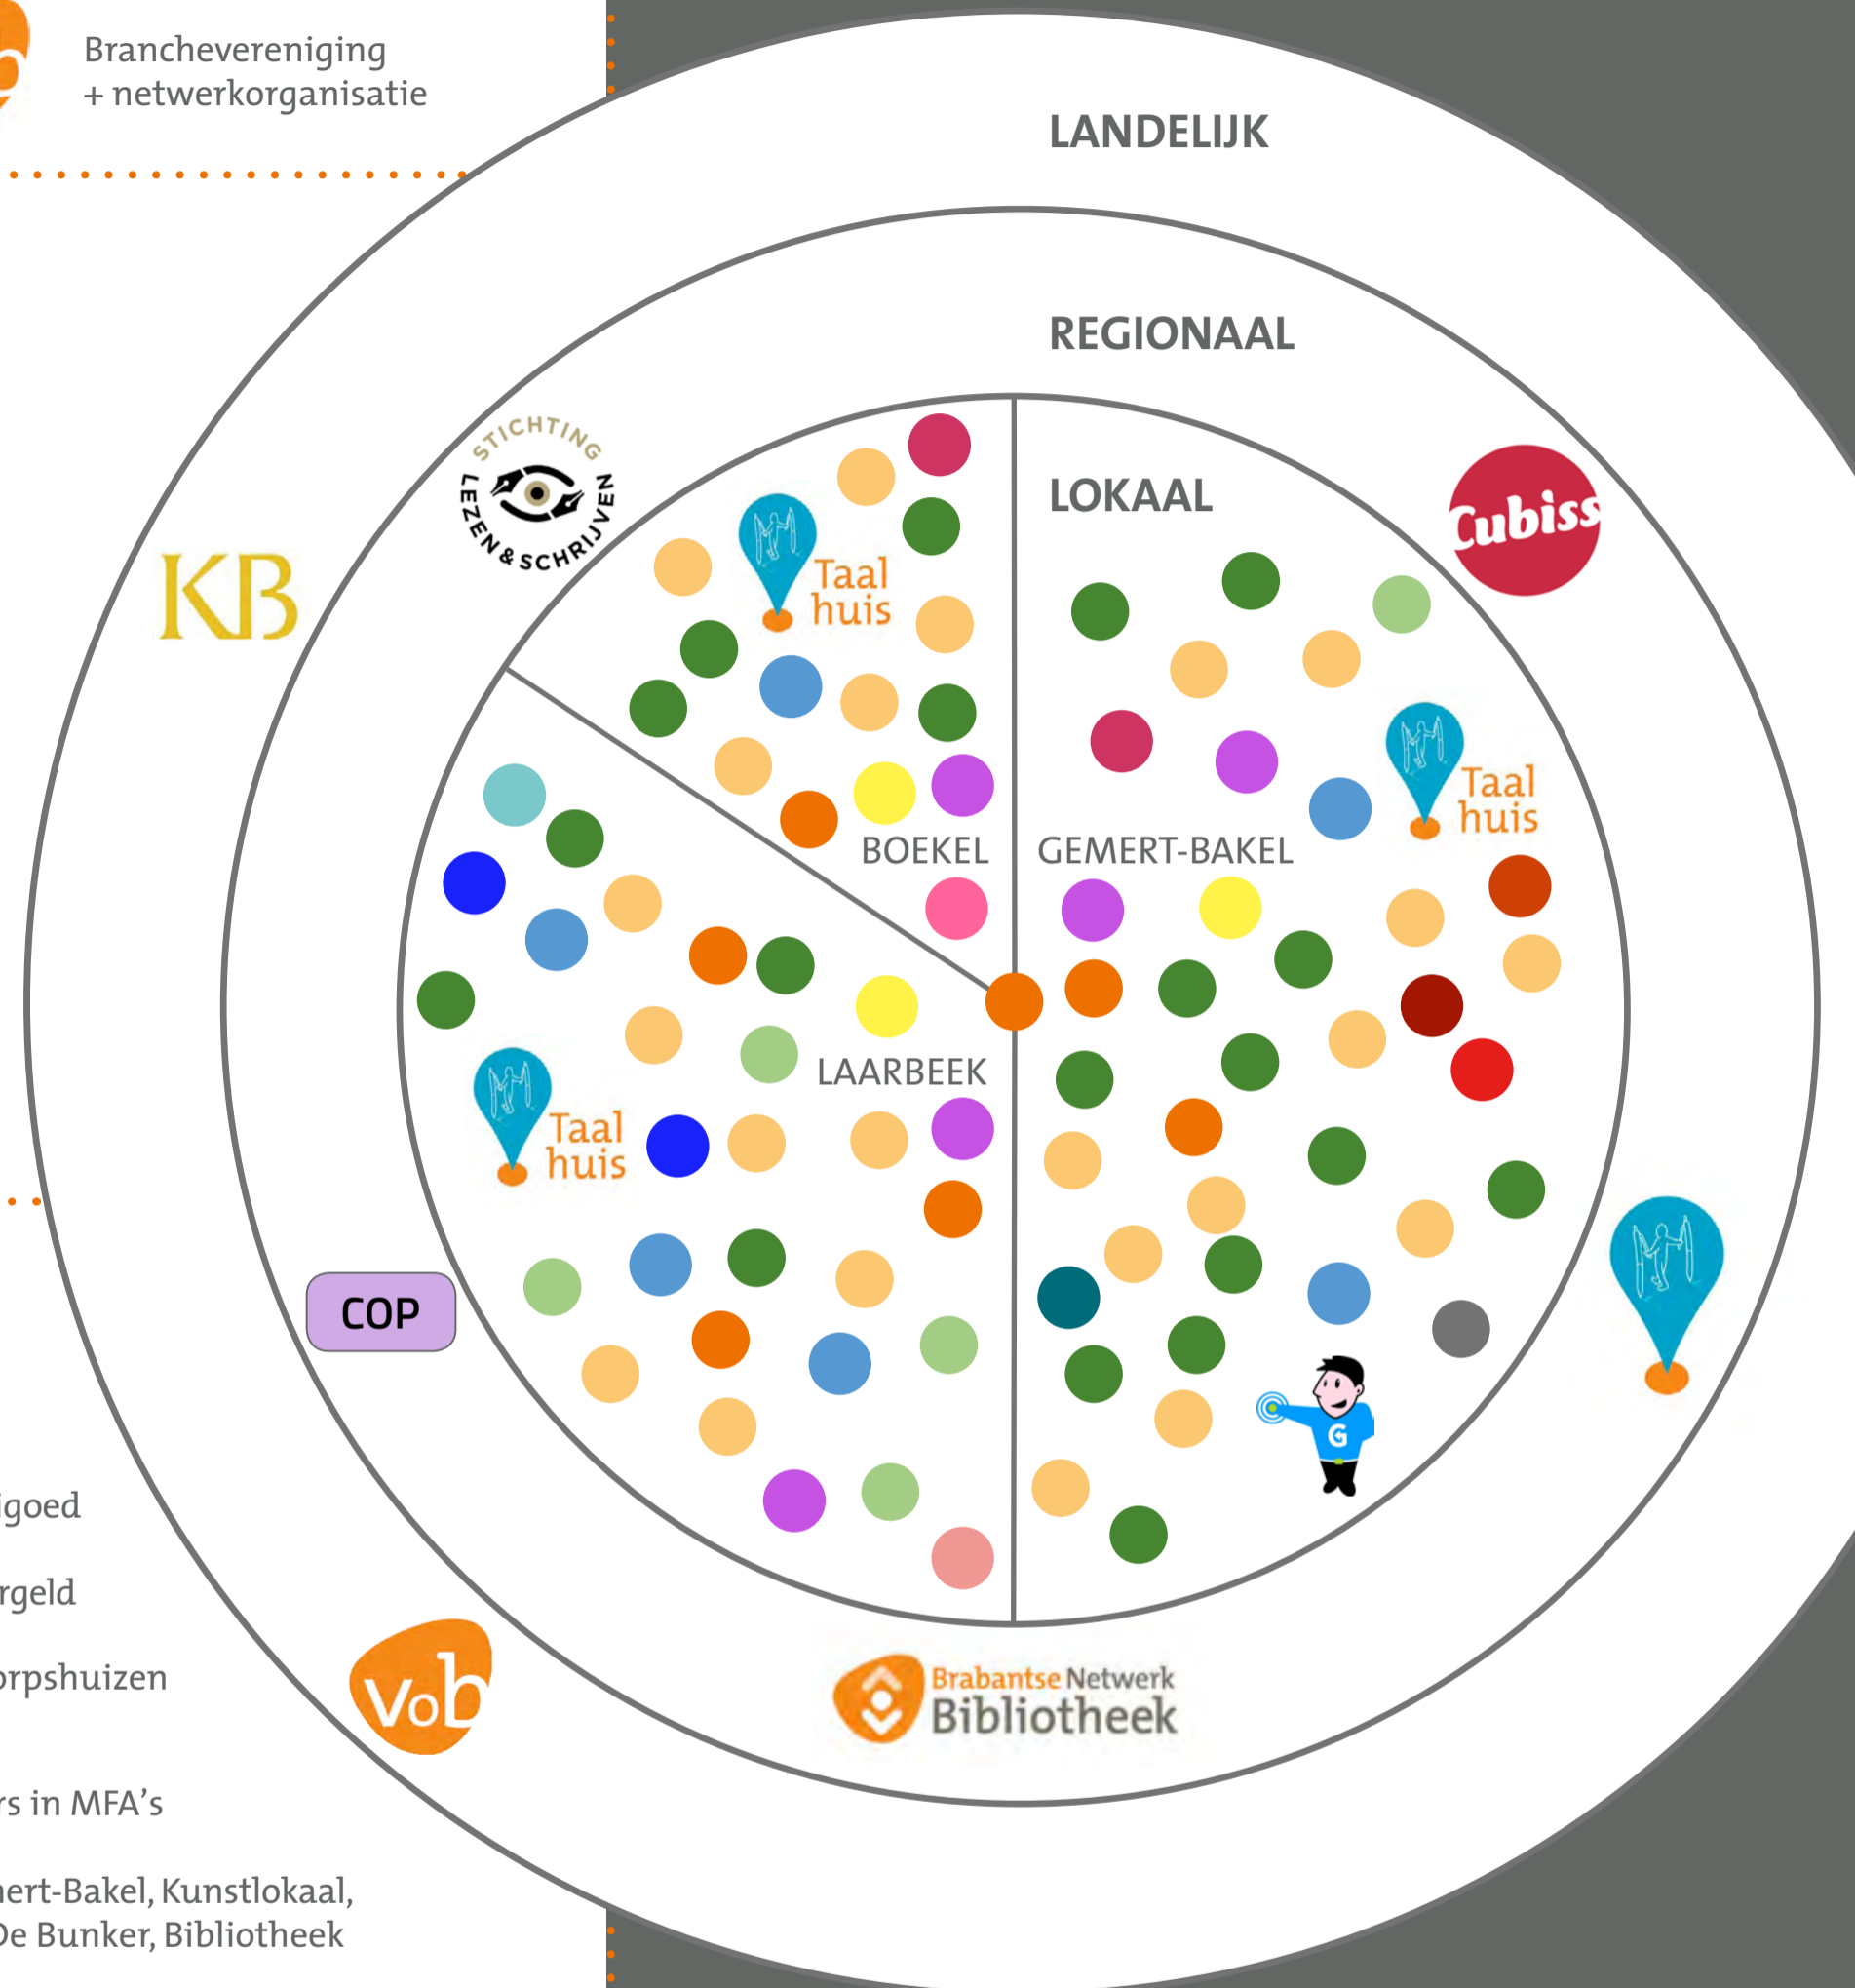 Branchevereniging
+ netwerkorganisatie
LANDELIJK
REGIONAAL
LOKAAL
STICHTING
LEZEN & SCHRIJVEN
Cubiss
KB
Taal
huis
Taal
huis
BOEKEL
GEMERT-BAKEL
LAARBEEK
Taal
huis
COP
G
Vob
Brabantse Netwerk
Bibliotheek
igoed
rgeld
orpshuizen
rs in MFA's
ert-Bakel, Kunstlokaal,
De Bunker, Bibliotheek